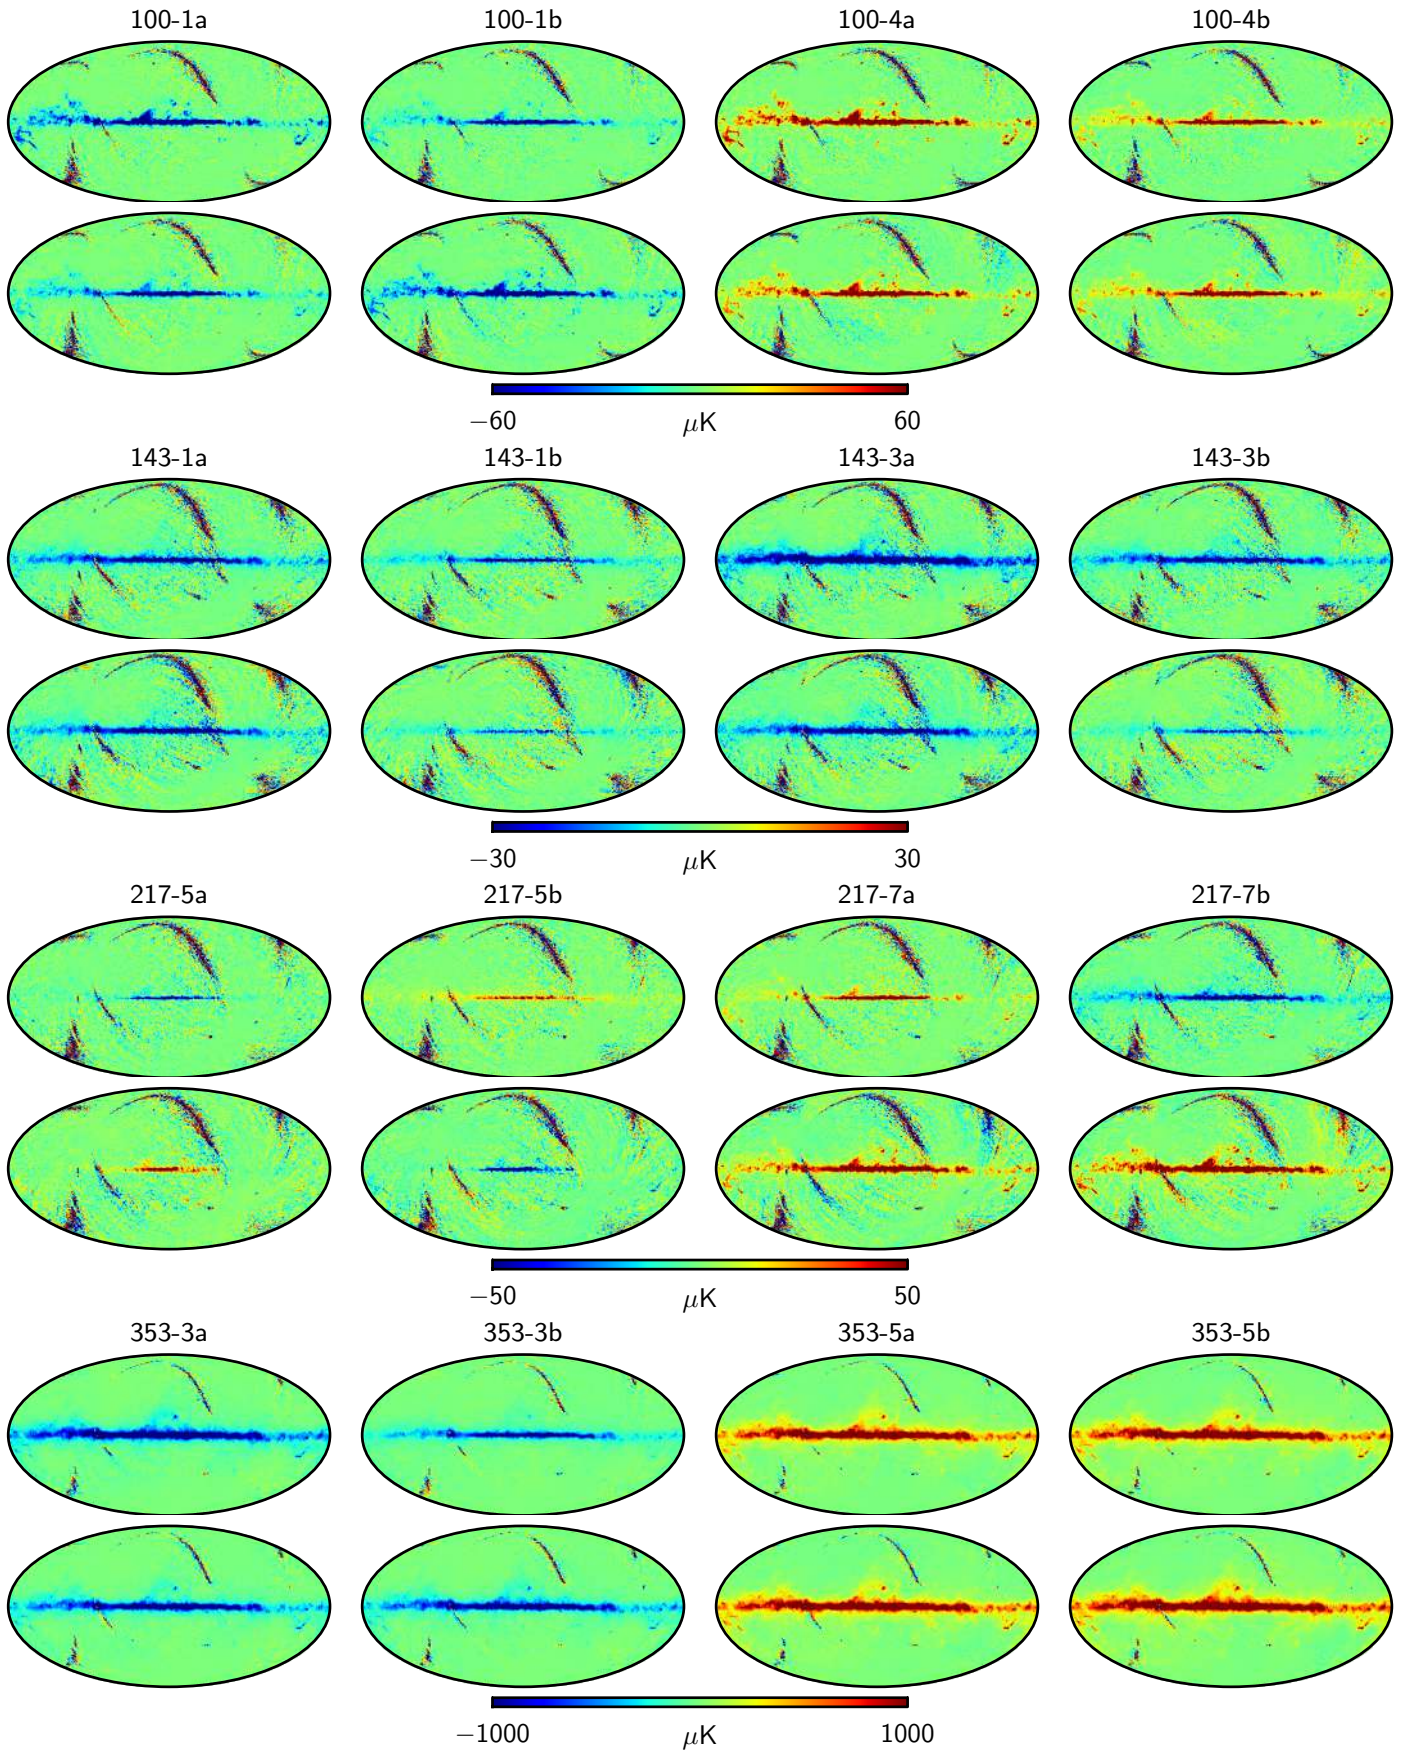 100-1a 100-1b 100-4a 100-4b
−60 μK 60
143-1a 143-1b 143-3a 143-3b
−30 μK 30
217-5a 217-5b 217-7a 217-7b
−50 μK 50
353-3a 353-3b 353-5a 353-5b
−1000 μK 1000